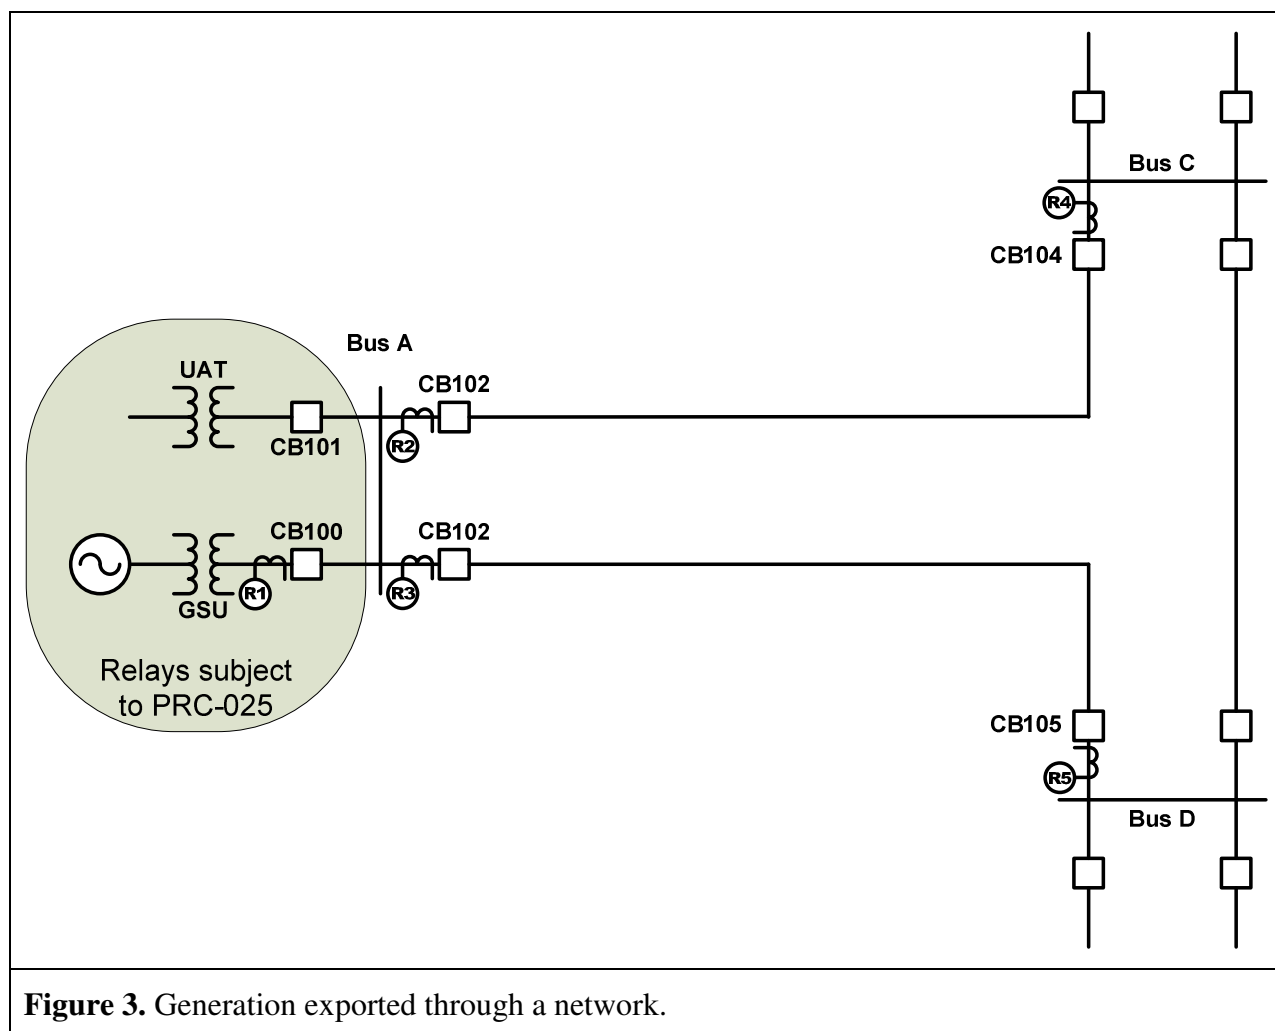 Bus C
R4
CB104
Bus A
UAT
CB102
CB101
R2
CB100
CB102
R1
R3
GSU
Relays subject
to PRC-025
CB105
R5
Bus D
Figure 3. Generation exported through a network.